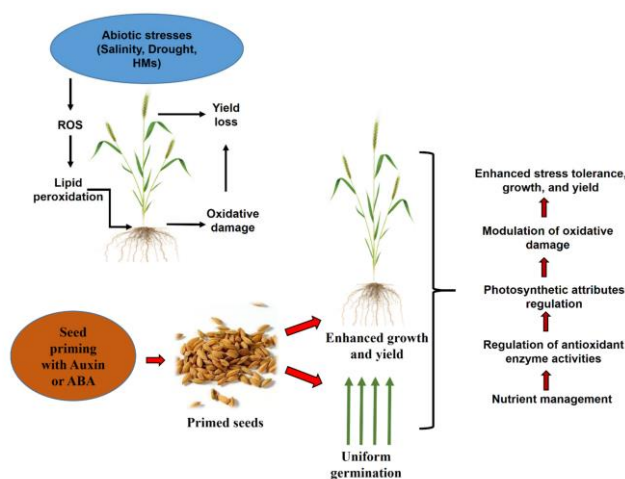 Abiotic stresses
(Salinity, Drought,
HMs)
ROS
Yield
loss
Lipid
peroxidation
Oxidative
damage
Seed
priming
with Auxin
or ABA
Primed seeds
Enhanced growth
and yield
Uniform
germination
Enhanced stress tolerance,
growth, and yield
Modulation of oxidative
damage
Photosynthetic attributes
regulation
Regulation of antioxidant
enzyme activities
Nutrient management